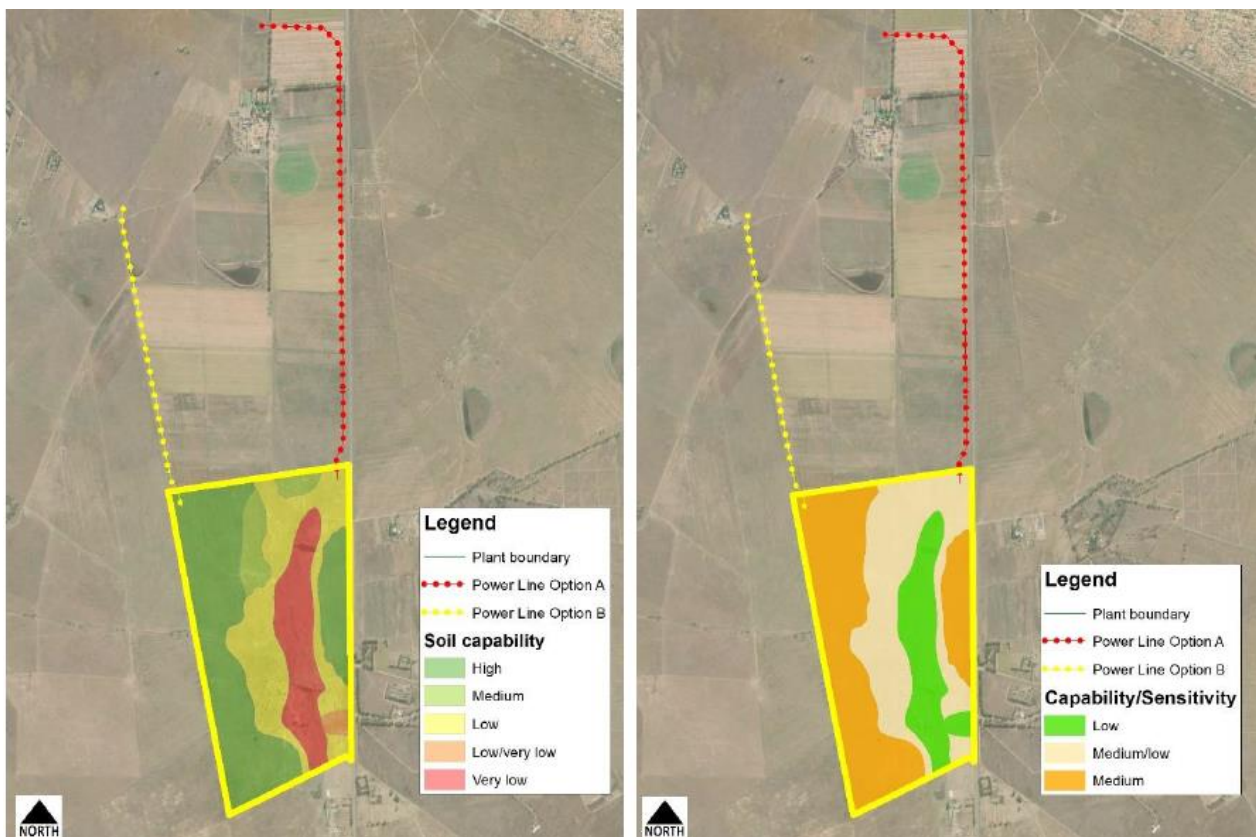 Legend
Plant boundary
Power Line Option A
Power Line Option B
Soil capability
High
Medium
Low
Low/very low
Very low
NORTH
Legend
Plant boundary
Power Line Option A
Power Line Option B
Capability/Sensitivity
Low
Medium/low
Medium
NORTH